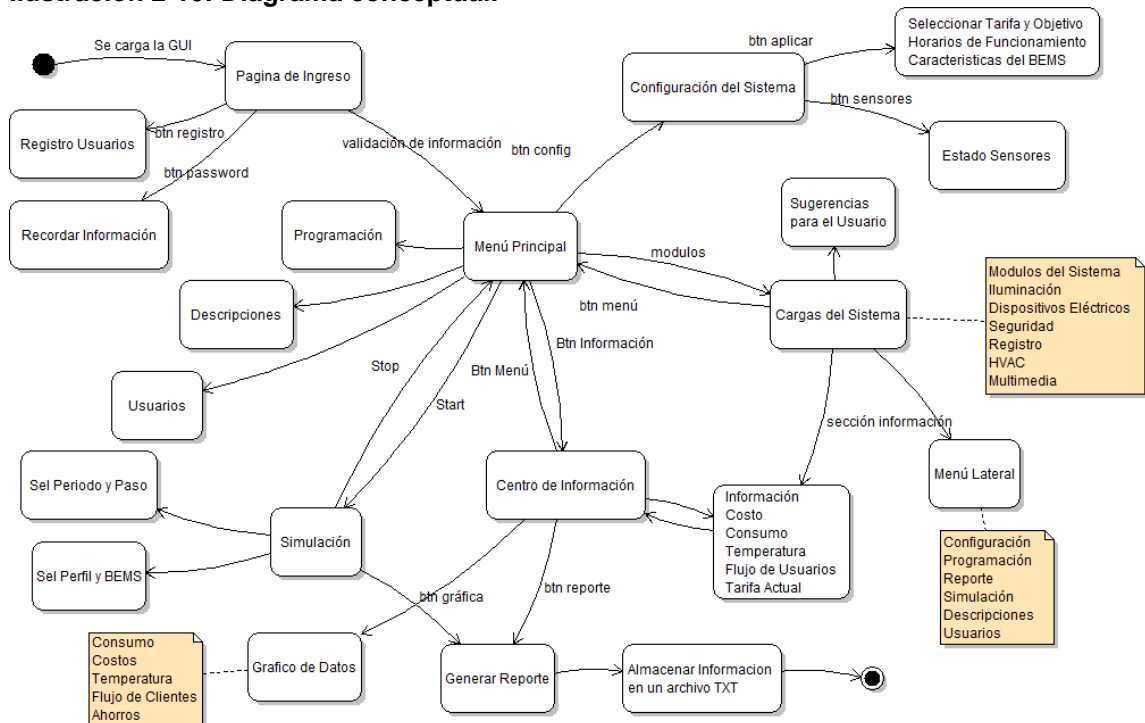 Se carga la GUI
Pagina de Ingreso
btn registro
Registro Usuarios
btn password
Recordar Información
validación de información
btn config
Configuración del Sistema
btn aplicar
Seleccionar Tarifa y Objetivo
Horarios de Funcionamiento
Caracteristicas del BEMS
btn sensores
Estado Sensores
Sugerencias
para el Usuario
Programación
Menú Principal
modulos
btn menú
Cargas del Sistema
Modulos del Sistema
Iluminación
Dispositivos Eléctricos
Seguridad
Registro
HVAC
Multimedia
Descripciones
Usuarios
Stop
Start
Btn Menú
Btn Información
sección información
Menú Lateral
Configuración
Programación
Reporte
Simulación
Descripciones
Usuarios
Sel Periodo y Paso
Sel Perfil y BEMS
Simulación
Centro de Información
Información
Costo
Consumo
Temperatura
Flujo de Usuarios
Tarifa Actual
btn gráfica
btn reporte
Consumo
Costos
Temperatura
Flujo de Clientes
Ahorros
Grafico de Datos
Generar Reporte
Almacenar Informacion
en un archivo TXT